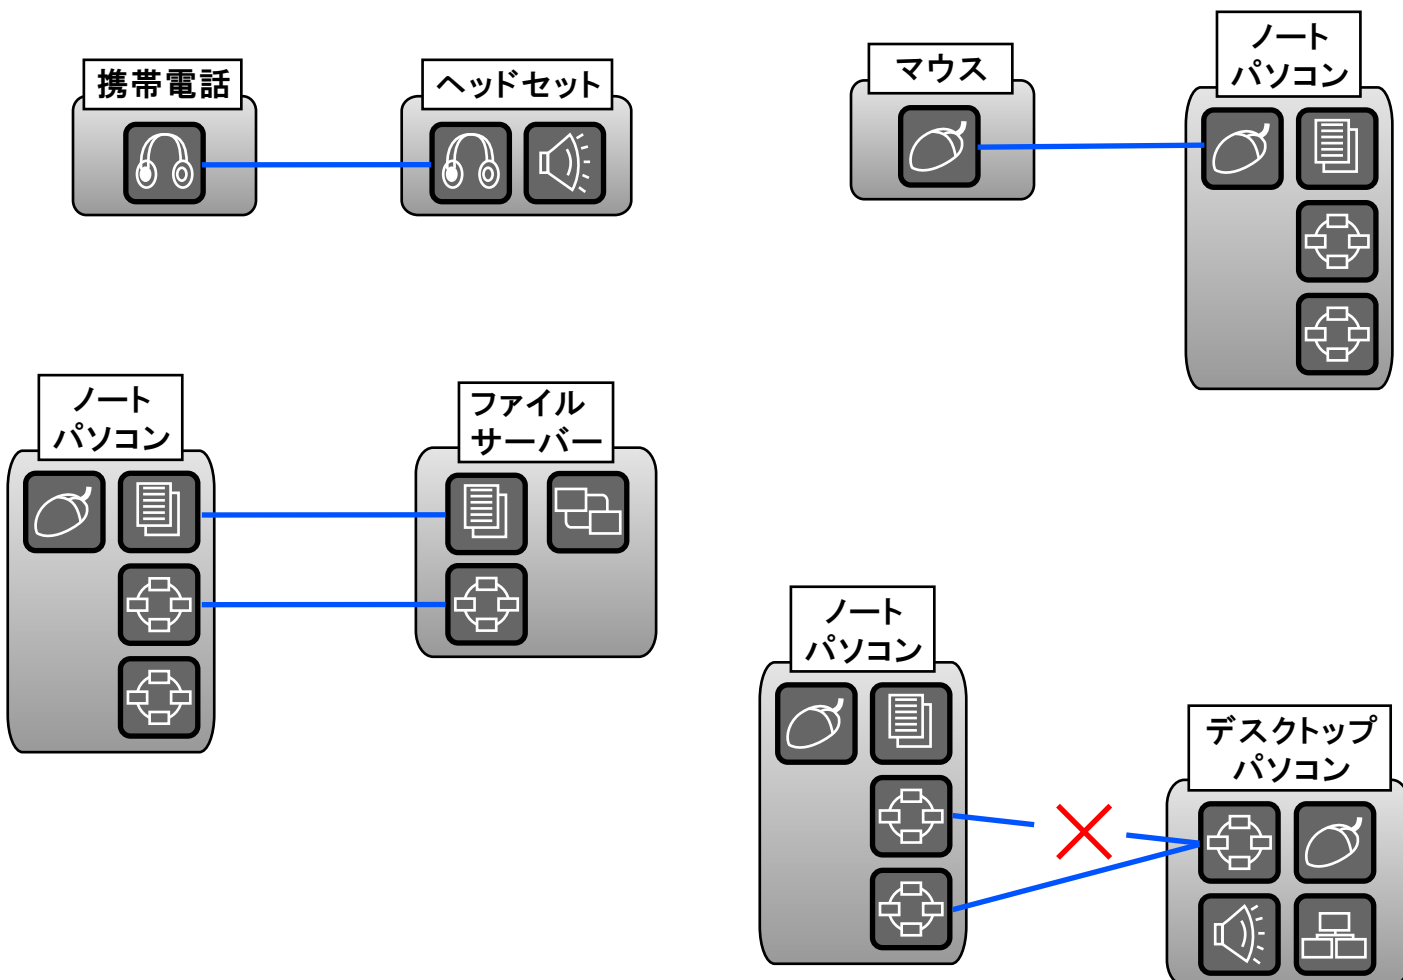 携帯電話
ヘッドセット
マウス
ノート
パソコン
ノート
パソコン
ファイル
サーバー
ノート
パソコン
デスクトップ
パソコン